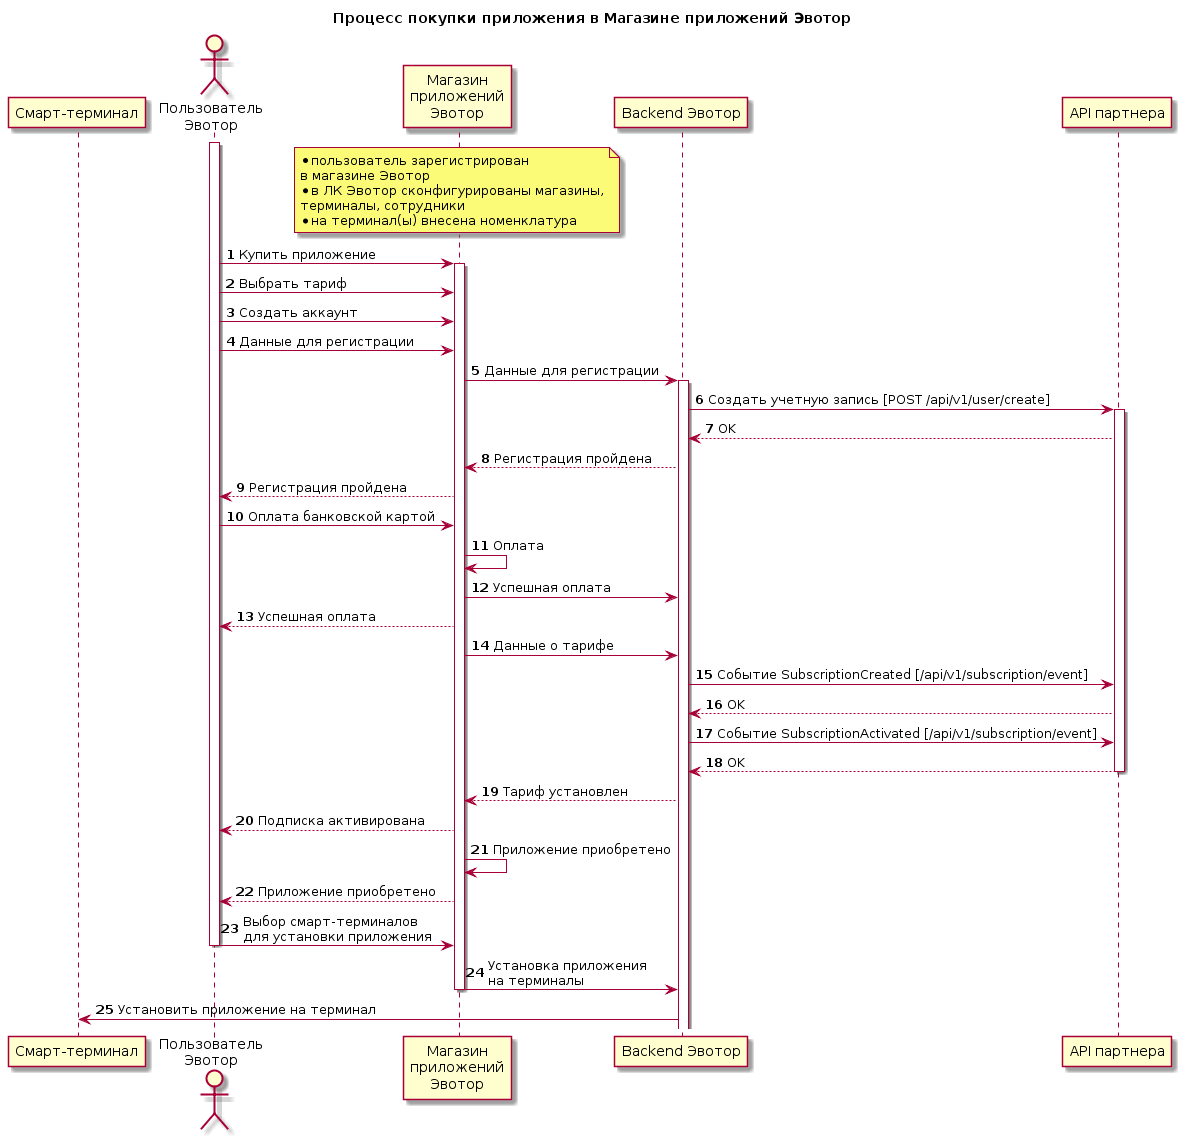 Процесс покупки приложения в Магазине приложений Эвотор
Смарт-терминал
Пользователь
Эвотор
Магазин
приложений
Эвотор
Backend Эвотор
API партнера
•пользователь зарегистрирован
в магазине Эвотор
•в ЛК Эвотор сконфигурированы магазины,
терминалы, сотрудники
•на терминал(ы) внесена номенклатура
1 Купить приложение
2 Выбрать тариф
3 Создать аккаунт
4 Данные для регистрации
5 Данные для регистрации
6 Создать учетную запись [POST /api/v1/user/create]
7 OK
8 Регистрация пройдена
9 Регистрация пройдена
10 Оплата банковской картой
11 Оплата
12 Успешная оплата
13 Успешная оплата
14 Данные о тарифе
15 Событие SubscriptionCreated [/api/v1/subscription/event]
16 OK
17 Событие SubscriptionActivated [/api/v1/subscription/event]
18 OK
19 Тариф установлен
20 Подписка активирована
21 Приложение приобретено
22 Приложение приобретено
23 Выбор смарт-терминалов
для установки приложения
24 Установка приложения
на терминалы
25 Установить приложение на терминал
Смарт-терминал
Пользователь
Эвотор
Магазин
приложений
Эвотор
Backend Эвотор
API партнера